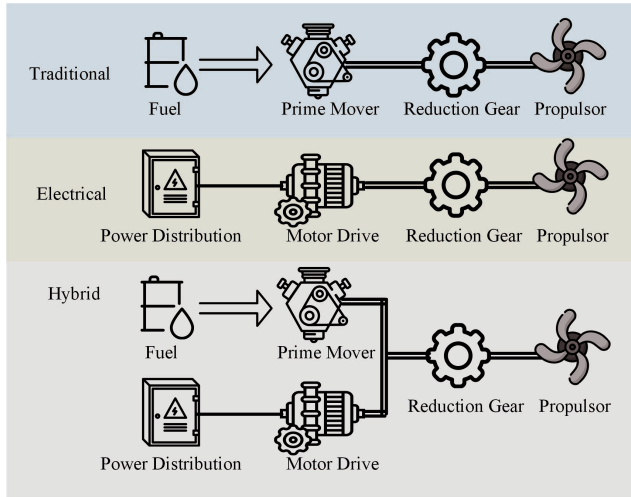 Traditional
Fuel
Prime Mover
Reduction Gear
Propulsor
Electrical
Power Distribution
Motor Drive
Reduction Gear
Propulsor
Hybrid
Fuel
Prime Mover
Reduction Gear
Propulsor
Power Distribution
Motor Drive